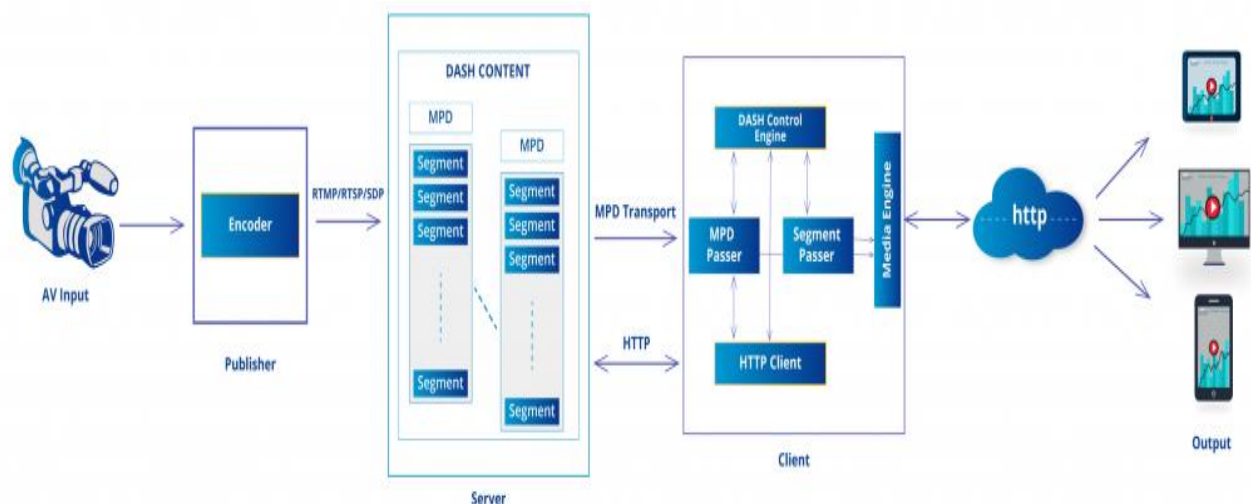 AV Input
Encoder
Publisher
RTMP/RTSP/SDP
DASH CONTENT
MPD
Segment
Segment
Segment
Segment
MPD
Segment
Segment
Segment
Segment
Server
MPD Transport
HTTP
DASH Control
Engine
MPD
Passer
Segment
Passer
HTTP Client
Media Engine
Client
http
Output